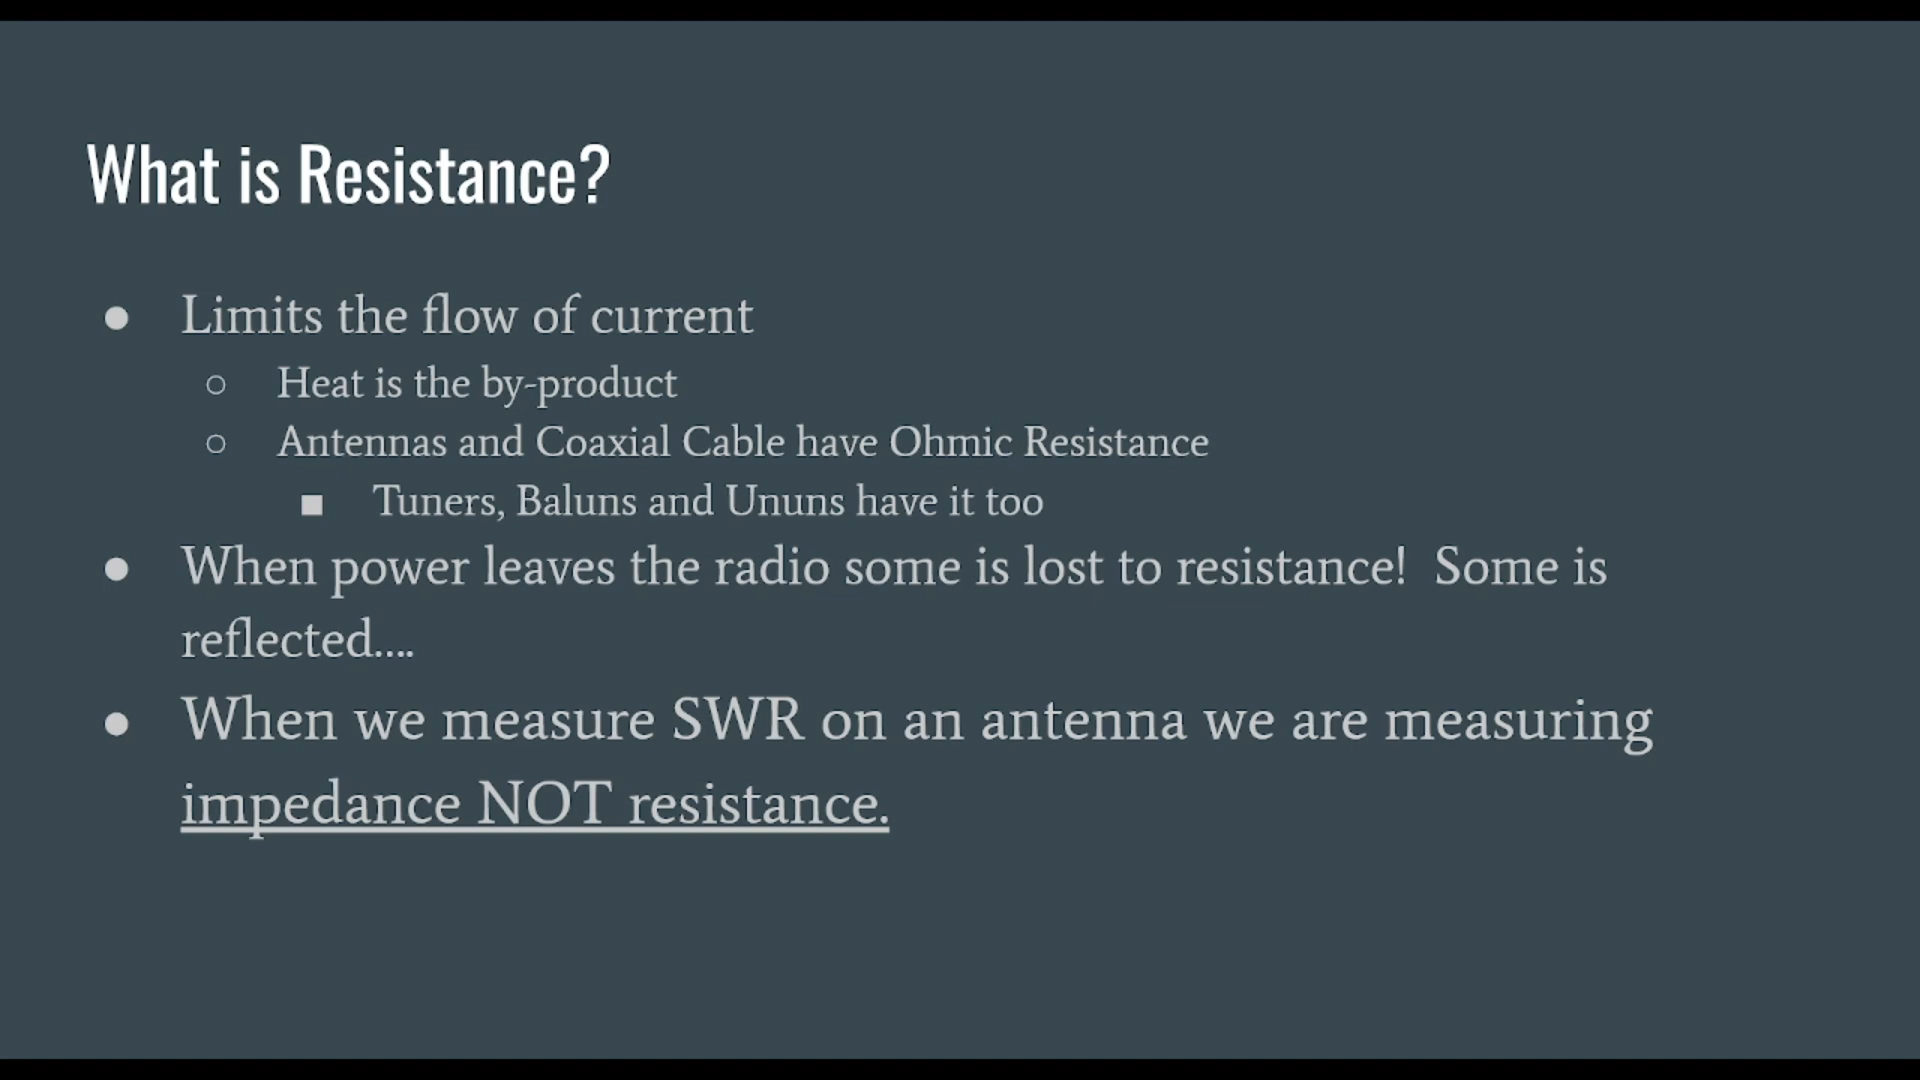 What is Resistance?
● Limits the flow of current
○ Heat is the by-product
○ Antennas and Coaxial Cable have Ohmic Resistance
■ Tuners, Baluns and Ununs have it too
● When power leaves the radio some is lost to resistance!  Some is
reflected....
● When we measure SWR on an antenna we are measuring
impedance NOT resistance.